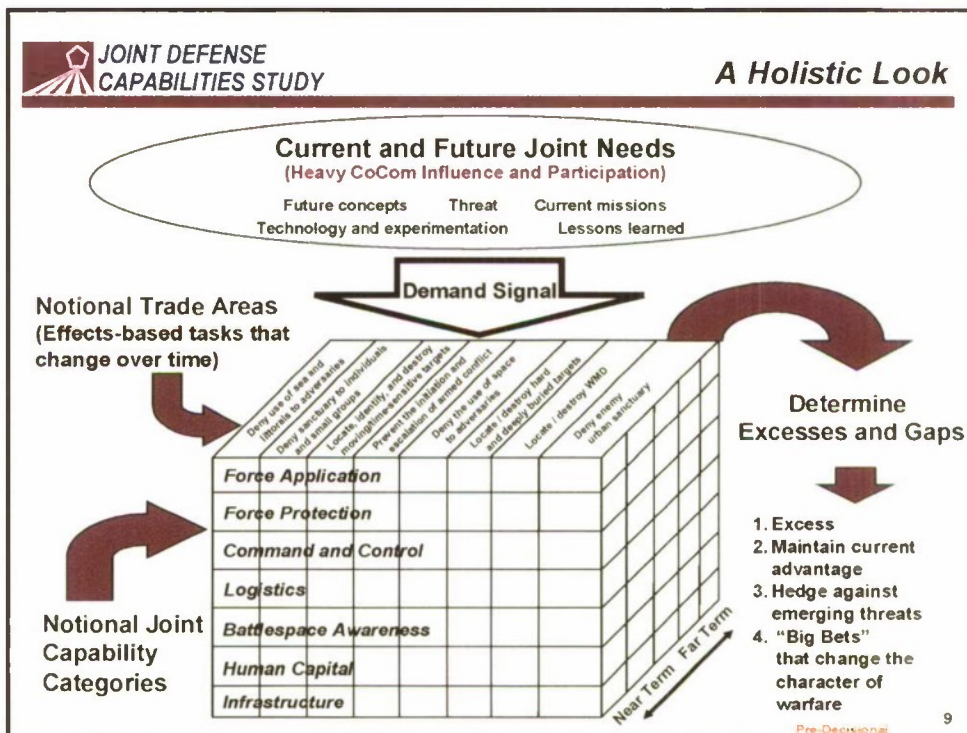 JOINT DEFENSE
CAPABILITIES STUDY
A Holistic Look
Current and Future Joint Needs
(Heavy CoCom Influence and Participation)
Future concepts Threat Current missions
Technology and experimentation Lessons learned
Demand Signal
Notional Trade Areas
(Effects-based tasks that
change over time)
Deny use of sea and
littorals to adversaries
Deny sanctuary to individuals
and small groups
Locate, identify, and destroy
moving/time-sensitive targets
Prevent the initiation and
escalation of armed conflict
Deny the use of space
to adversaries
Locate / destroy hard
and deeply buried targets
Locate / destroy WMD
Deny enemy
urban sanctuary
Force Application
Force Protection
Command and Control
Logistics
Battlespace Awareness
Human Capital
Infrastructure
Notional Joint
Capability
Categories
Near Term Far Term
Determine
Excesses and Gaps
1. Excess
2. Maintain current
advantage
3. Hedge against
emerging threats
4. "Big Bets"
that change the
character of
warfare
Pre-Decisional
9